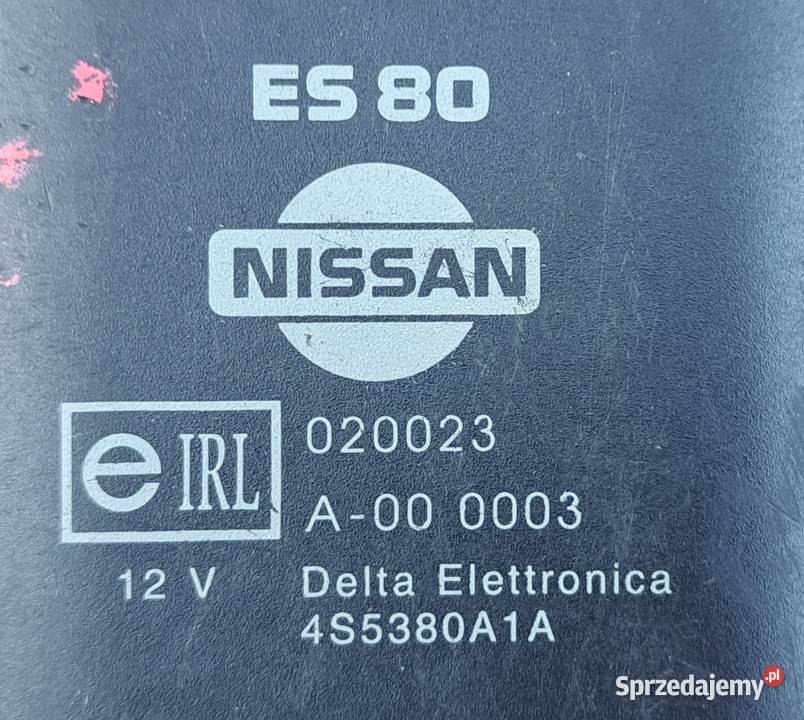 ES 80
NISSAN
e IRL 020023
A-00 0003
12 V Delta Elettronica
4S5380A1A
Sprzedajemy.pl